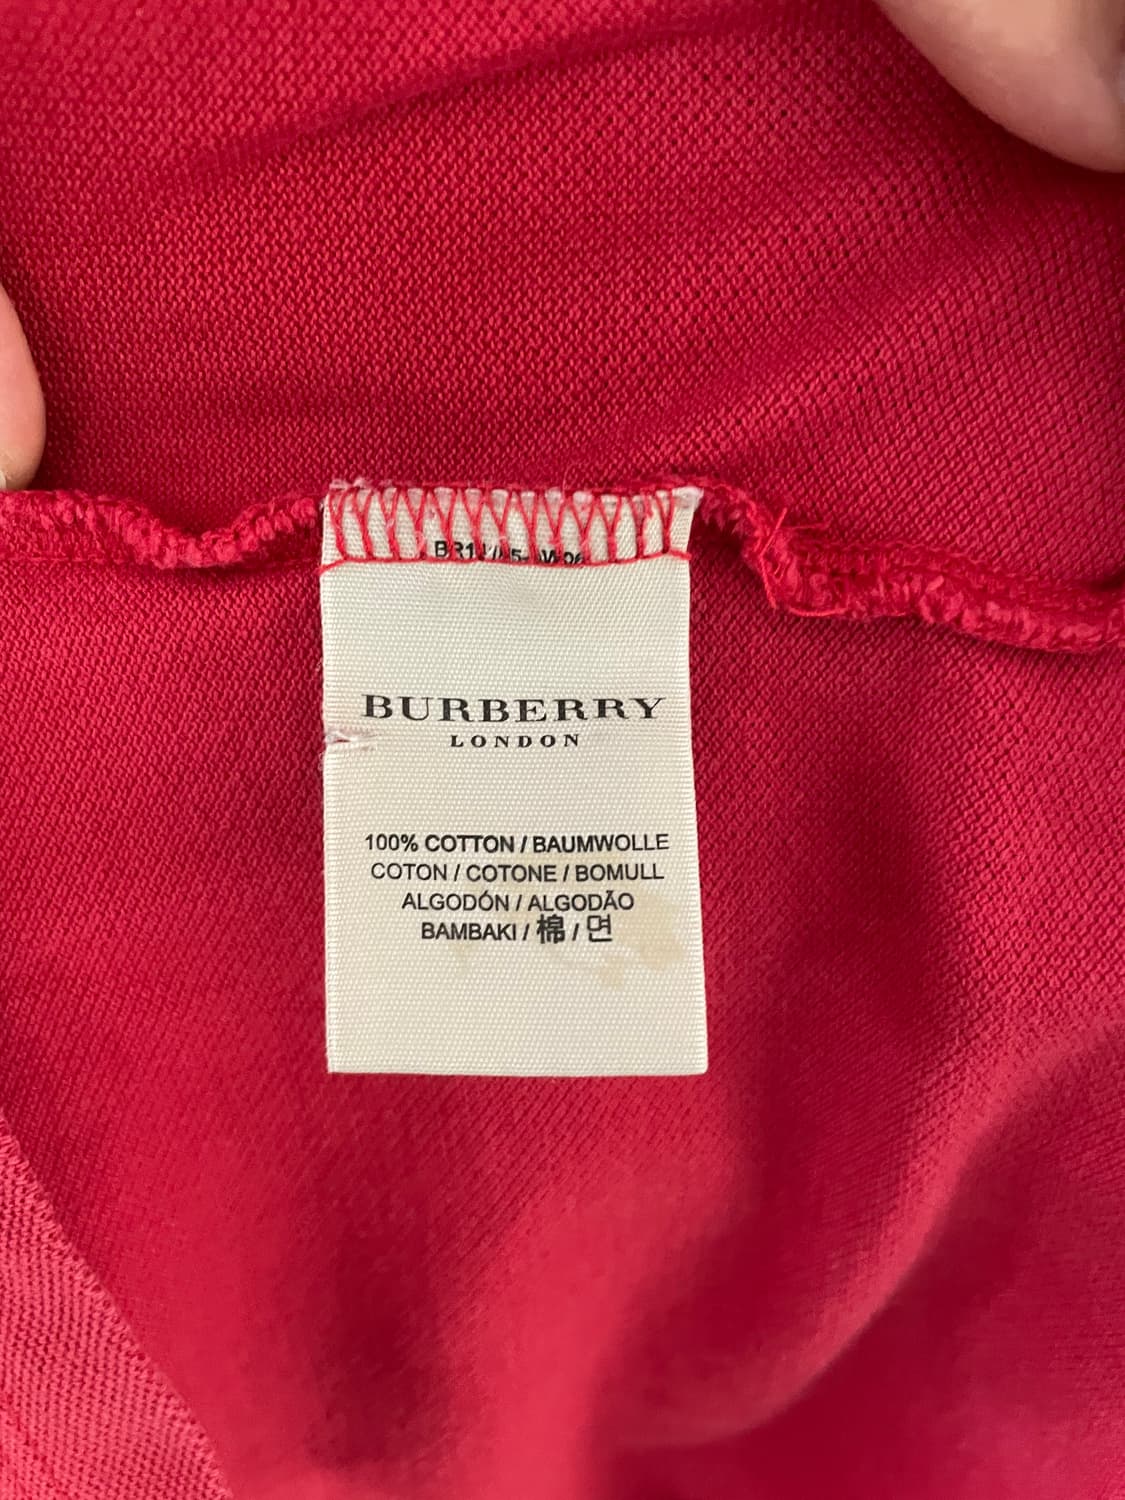 BURBERRY
LONDON
100% COTTON / BAUMWOLLE
COTON / COTONE / BOMULL
ALGODÓN / ALGODÃO
BAMBAKI / 棉 / 면